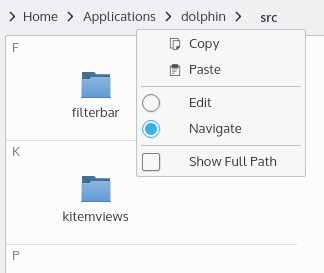 Home Applications dolphin src
F
Copy
Paste
filterbar
Edit
Navigate
K
Show Full Path
kitemviews
P